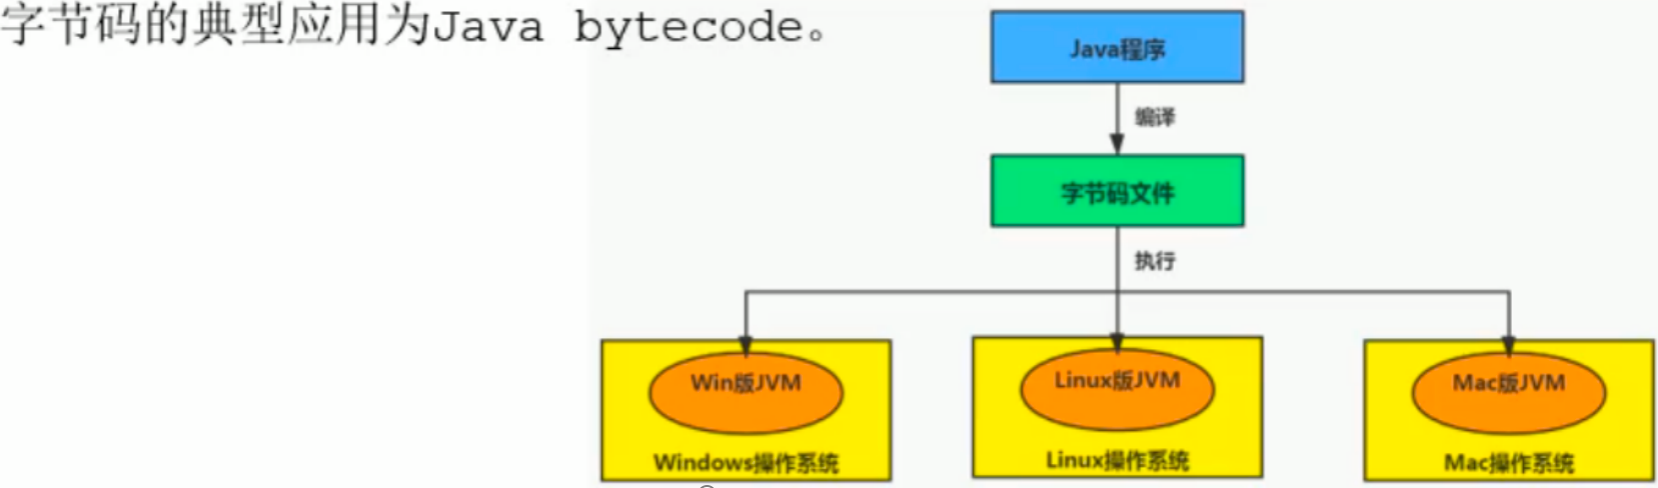 字节码的典型应用为Java bytecode。
Java程序
编译
字节码文件
执行
Win版JVM
Linux版JVM
Mac版JVM
Windows操作系统
Linux操作系统
Mac操作系统